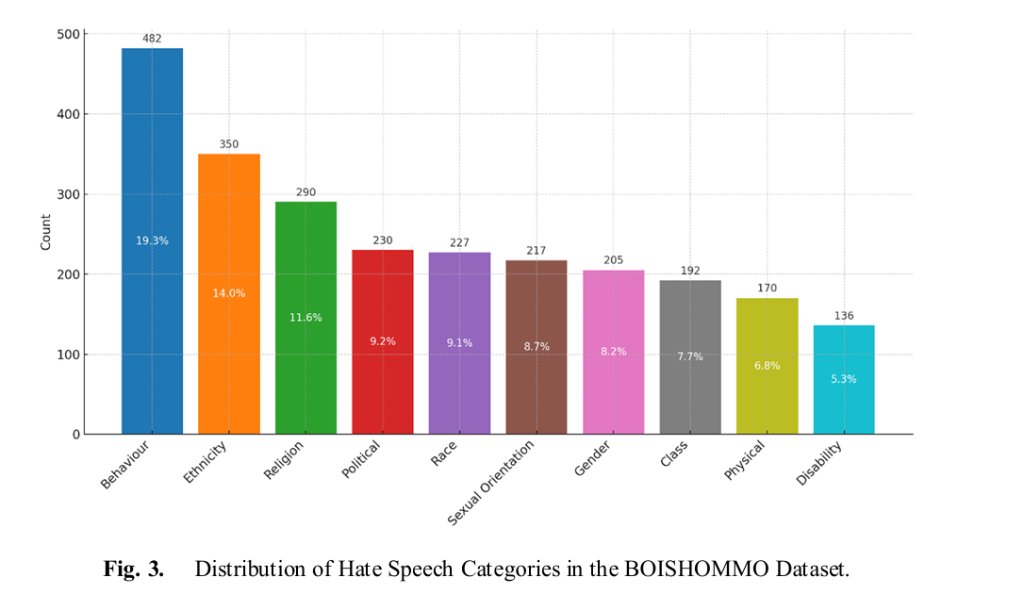 500
400
300
200
100
0
Count
482
350
290
230
227
217
205
192
170
136
19.3%
14.0%
11.6%
9.2%
9.1%
8.7%
8.2%
7.7%
6.8%
5.3%
Behaviour
Ethnicity
Religion
Political
Race
Sexual Orientation
Gender
Class
Physical
Disability
Fig. 3. Distribution of Hate Speech Categories in the BOISHOMMO Dataset.